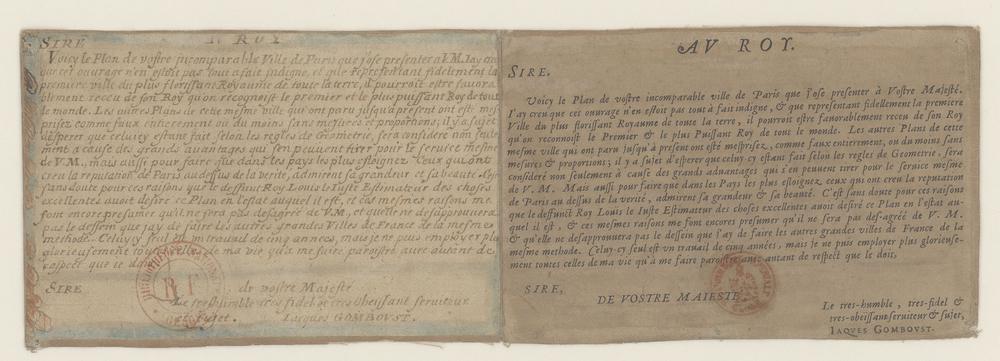 AU ROY
SIRE
Voicy le Plan de vostre incomparable Ville de Paris que j'ose presenter a V.M. Jay creu
que cet ouvrage n'en estoit pas tout a fait indigne, et que representant fidellement la
premiere ville du plus florissant Royaume de toute la terre, il pourroit estre favora-
blement receu de son Roy qu'on recognoist le premier et le plus puissant Roy de tout
le monde. Les autres Plans de cette mesme ville qui ont paru jusqu'a present ont esté mes-
prisez comme faux entierement ou du moins sans mesures et proportions; il y a sujet
d'esperer que celuicy estant fait selon les regles de Geometrie, sera consideré non seule-
ment a cause des grands avantages qui s'en peuvent tirer pour le service mesme
de V.M., mais aussi pour faire que dans les pays les plus esloignez Ceux qui ont
creu la reputation de Paris au dessus de la verité, admirent sa grandeur et sa beauté
sans doute pour ces raisons que le deffunt Roy Louis le Juste Estimateur des choses
excellentes avoit desiré ce Plan en l'estat auquel il est, et ces mesmes raisons me
font encore presumer qu'il ne sera pas desagreé de V.M, et qu'elle ne desapprouvera
pas le dessein que jay de faire les autres grandes Villes de France de la mesmes
methode. Celuicy seul est un travail de cinq années, mais je ne puis employer plus
glorieusement toutes celles de ma vie qu'a me faire paroistre avec autant de
respect que je dois
SIRE de vostre Majesté
Le tres humble tres fidel et tres obeissant serviteur
et sujet. Jacques GOMBOUST.
AV ROY.
SIRE.
Voicy le Plan de vostre incomparable ville de Paris que j'ose presenter à Vostre Majesté.
J'ay creu que cet ouvrage n'en estoit pas tout à fait indigne, & que representant fidellement la premiere
Ville du plus florissant Royaume de toute la terre, il pourroit estre favorablement receu de son Roy
qu'on reconnoist le Premier & le plus Puissant Roy de tout le monde. Les autres Plans de cette
mesme ville qui ont paru jusqu'à present ont esté mesprisez, comme faux entierement, ou du moins sans
mesures & proportions; il y a sujet d'esperer que celuy-cy estant fait selon les regles de Geometrie, sera
consideré non seulement à cause des grands advantages qui s'en peuvent tirer pour le service mesme
de V. M. Mais aussi pour faire que dans les Pays les plus esloignez, ceux qui ont creu la reputation
de Paris au dessus de la verité, admirent sa grandeur & sa beauté. C'est sans doute pour ces raisons
que le deffunct Roy Louis le Iuste Estimateur des choses excellentes avoit desiré ce Plan en l'estat au-
quel il est, & ces mesmes raisons me font encores presumer qu'il ne sera pas des-agreé de V. M.
& qu'elle ne desapprouvera pas le dessein que j'ay de faire les autres grandes villes de France de la
mesme methode. Celuy-cy seul est vn travail de cinq années, mais Ie ne puis employer plus glorieuse-
ment toutes celles de ma vie qu'à me faire paroistre avec autant de respect que le doit,
SIRE,
DE VOSTRE MAIESTE
Le tres-humble, tres-fidel &
tres-obeissant serviteur & sujet,
IAQVES GOMBOVST.